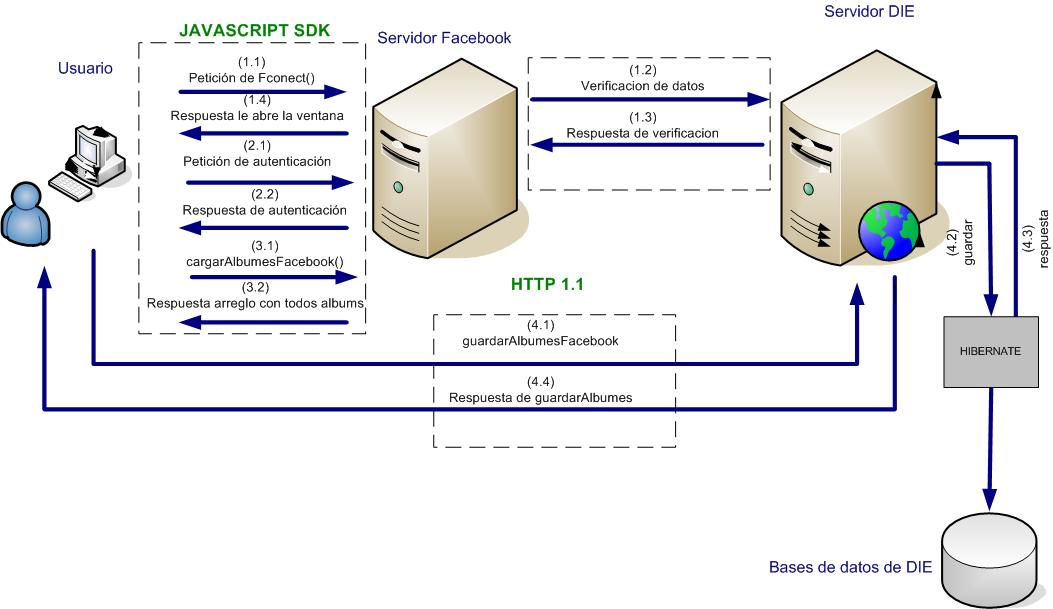 Servidor DIE
JAVASCRIPT SDK
Servidor Facebook
Usuario
(1.1)
Petición de Fconect()
(1.4)
Respuesta le abre la ventana
(2.1)
Petición de autenticación
(2.2)
Respuesta de autenticación
(3.1)
cargarAlbumesFacebook()
(3.2)
Respuesta arreglo con todos albums
(1.2)
Verificacion de datos
(1.3)
Respuesta de verificacion
(4.2)
guardar
(4.3)
respuesta
HTTP 1.1
(4.1)
guardarAlbumesFacebook
(4.4)
Respuesta de guardarAlbumes
HIBERNATE
Bases de datos de DIE